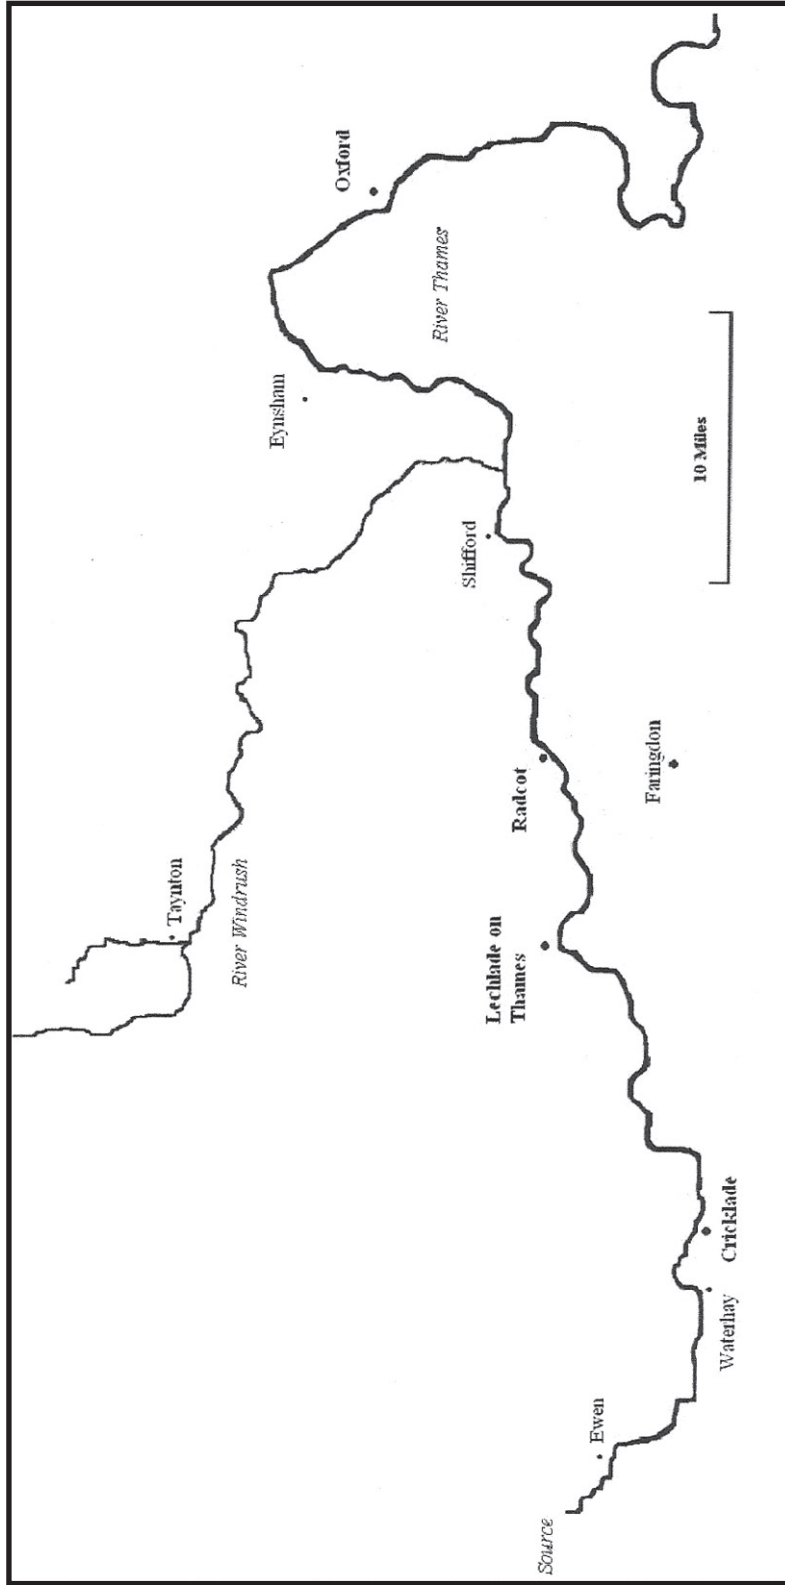 Oxford
River Thames
Eynsham
10 Miles
Shifford
Taynton
River Windrush
Radcot
Faringdon
Lechlade on
Thames
Cricklade
Waterhay
Ewen
Source